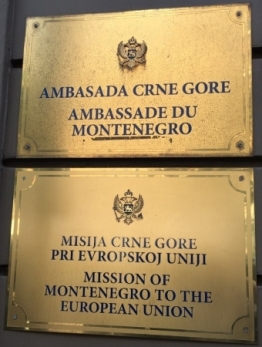 AMBASADA CRNE GORE
AMBASSADE DU
MONTENEGRO
MISIJA CRNE GORE
PRI EVROPSKOJ UNIJI
MISSION OF
MONTENEGRO TO THE
EUROPEAN UNION